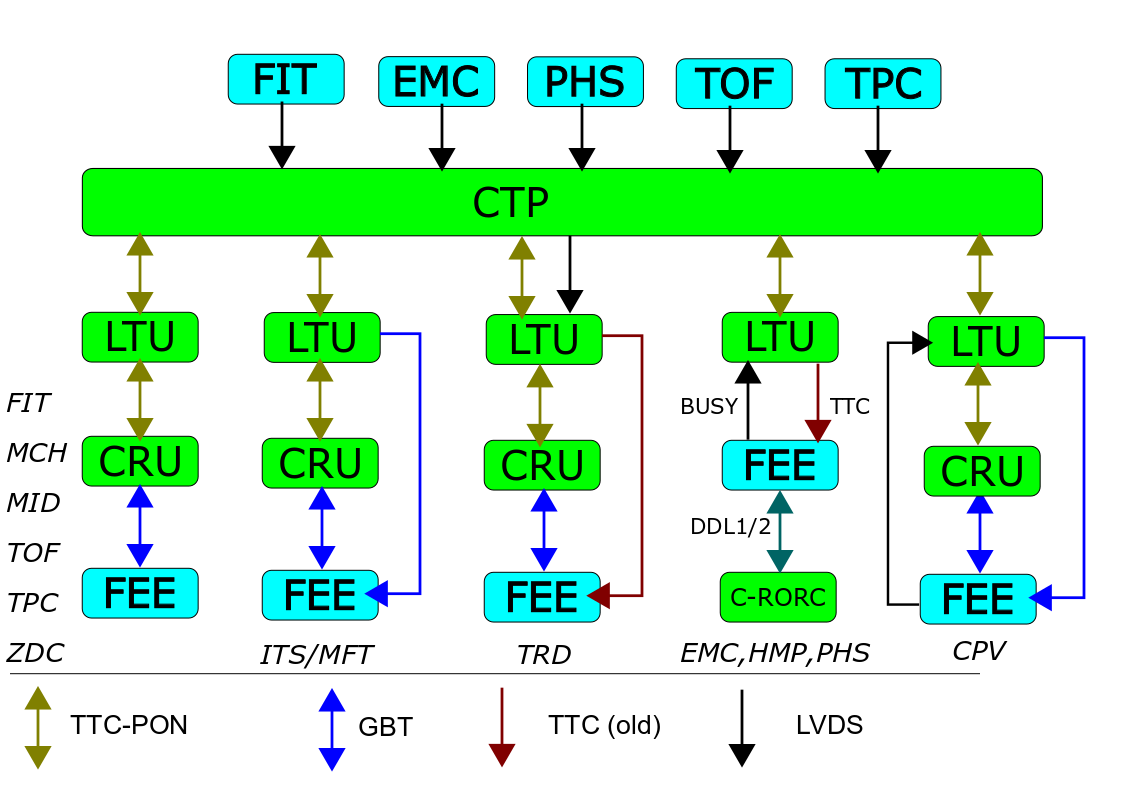 FIT EMC PHS TOF TPC
CTP
LTU LTU LTU LTU LTU
BUSY TTC
FIT
MCH
CRU CRU CRU FEE CRU
MID
DDL1/2
TOF
TPC
FEE FEE FEE C-RORC FEE
ZDC ITS/MFT TRD EMC,HMP,PHS CPV
TTC-PON GBT TTC (old) LVDS